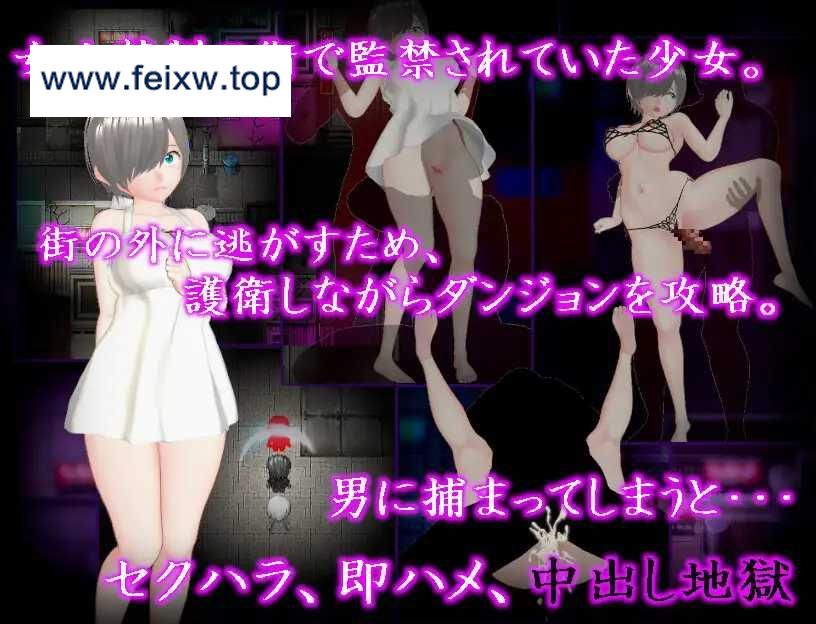 で監禁されていた少女。
www.feixw.top
街の外に逃がすため、
護衛しながらダンジョンを攻略。
男に捕まってしまうと・・・
セクハラ、即ハメ、中出し地獄